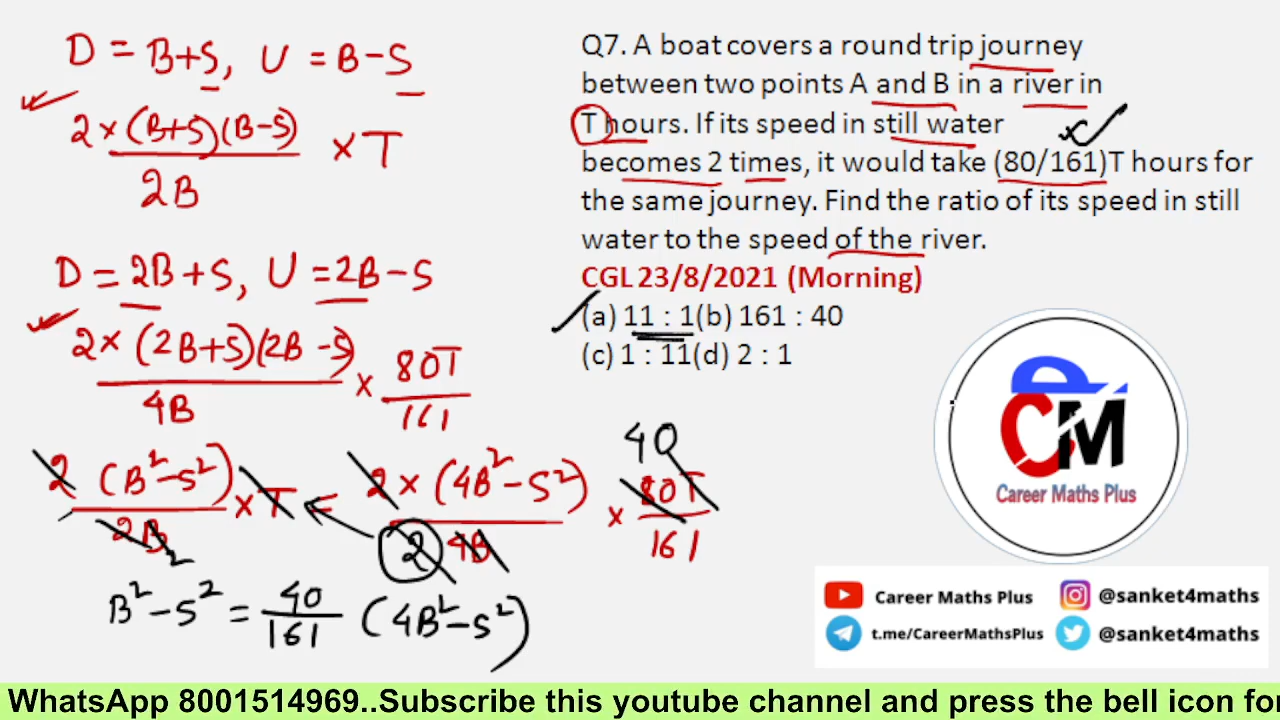 D = B+S, U = B-S
2×(B+S)(B-S)/2B × T
D = 2B+S, U = 2B-S
2×(2B+S)(2B-S)/4B × 80T/161
2 (B²-S²)/2B × T = 2×(4B²-S²)/4B × 80T/161
2
2
40
B²-S² = 40/161 (4B²-S²)
Q7. A boat covers a round trip journey
between two points A and B in a river in
T hours. If its speed in still water
becomes 2 times, it would take (80/161)T hours for
the same journey. Find the ratio of its speed in still
water to the speed of the river.
CGL 23/8/2021 (Morning)
(a) 11 : 1(b) 161 : 40
(c) 1 : 11(d) 2 : 1
eCM
Career Maths Plus
Career Maths Plus @sanket4maths
t.me/CareerMathsPlus @sanket4maths
WhatsApp 8001514969..Subscribe this youtube channel and press the bell icon for